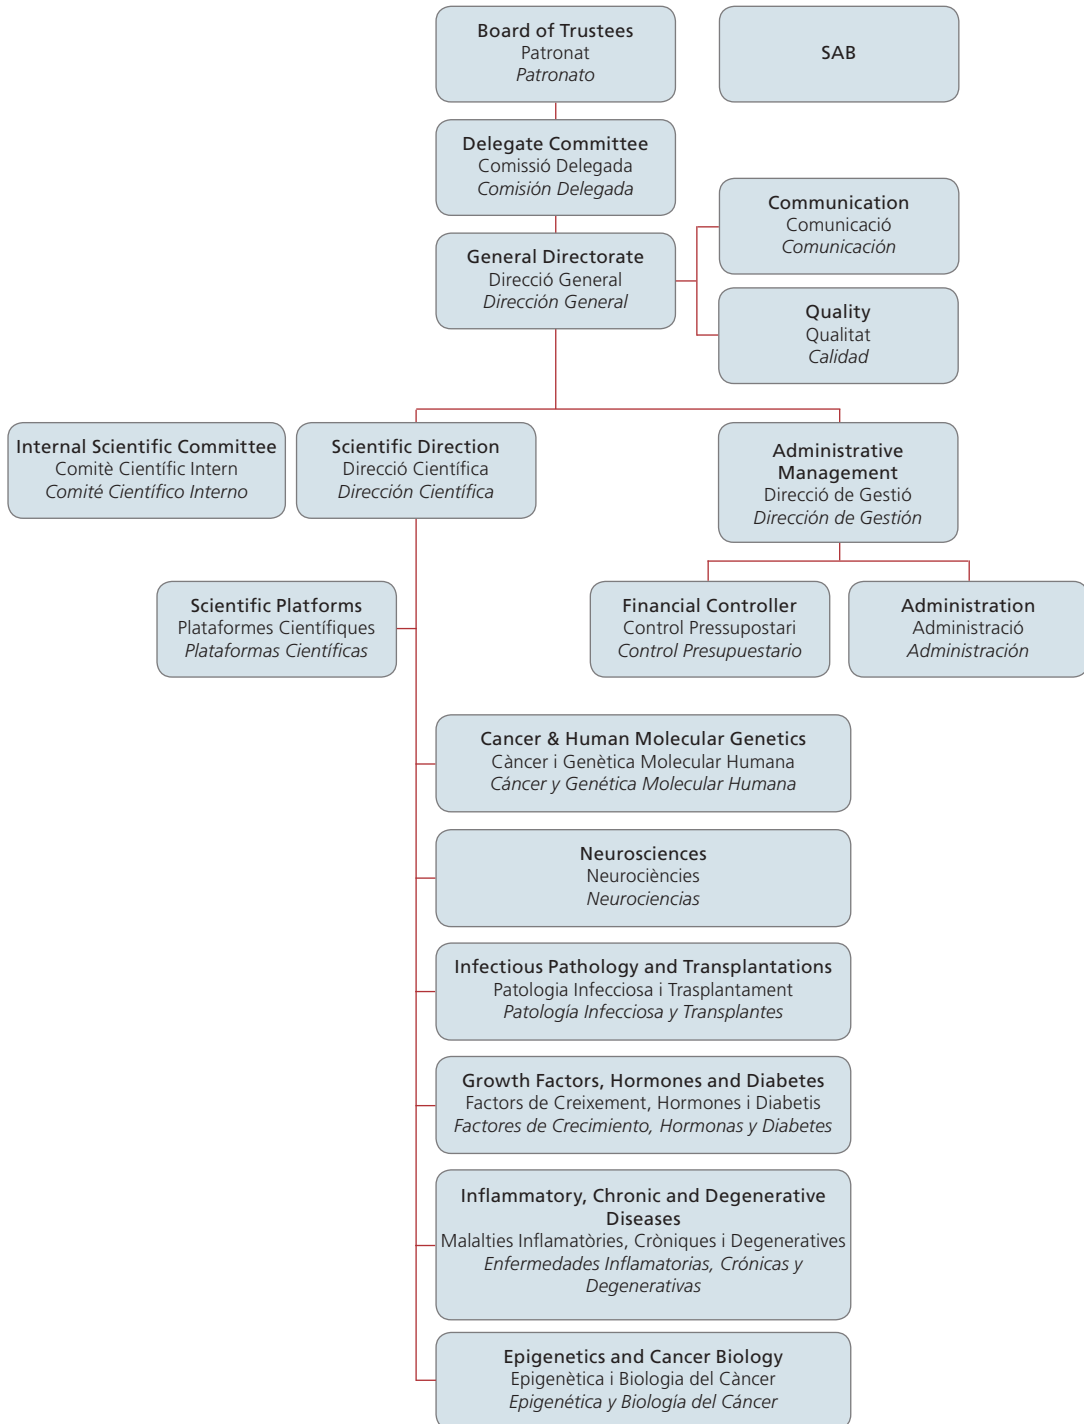 Board of Trustees
Patronat
Patronato
SAB
Delegate Committee
Comissió Delegada
Comisión Delegada
Communication
Comunicació
Comunicación
General Directorate
Direcció General
Dirección General
Quality
Qualitat
Calidad
Internal Scientific Committee
Comitè Científic Intern
Comité Científico Interno
Scientific Direction
Direcció Científica
Dirección Científica
Administrative
Management
Direcció de Gestió
Dirección de Gestión
Scientific Platforms
Plataformes Científiques
Plataformas Científicas
Financial Controller
Control Pressupostari
Control Presupuestario
Administration
Administració
Administración
Cancer & Human Molecular Genetics
Càncer i Genètica Molecular Humana
Cáncer y Genética Molecular Humana
Neurosciences
Neurociències
Neurociencias
Infectious Pathology and Transplantations
Patologia Infecciosa i Trasplantament
Patología Infecciosa y Transplantes
Growth Factors, Hormones and Diabetes
Factors de Creixement, Hormones i Diabetis
Factores de Crecimiento, Hormonas y Diabetes
Inflammatory, Chronic and Degenerative
Diseases
Malalties Inflamatòries, Cròniques i Degeneratives
Enfermedades Inflamatorias, Crónicas y
Degenerativas
Epigenetics and Cancer Biology
Epigenètica i Biologia del Càncer
Epigenética y Biología del Cáncer